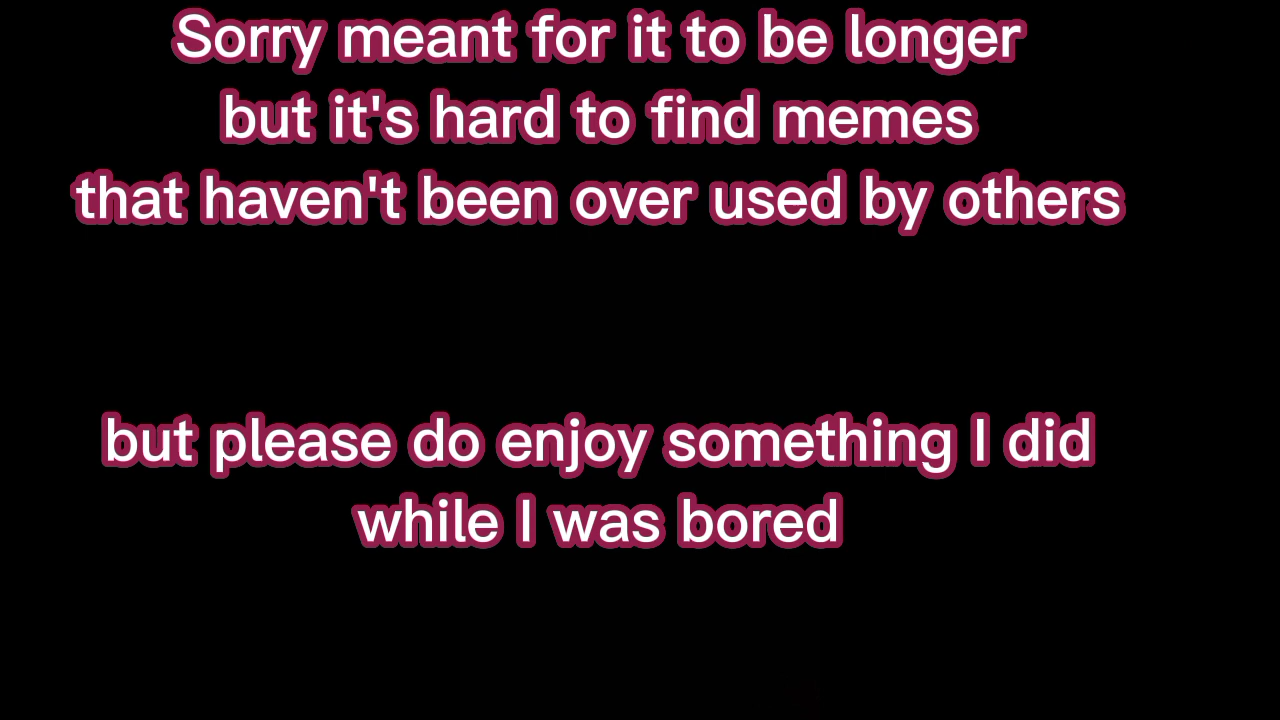 Sorry meant for it to be longer
but it's hard to find memes
that haven't been over used by others
but please do enjoy something I did
while I was bored